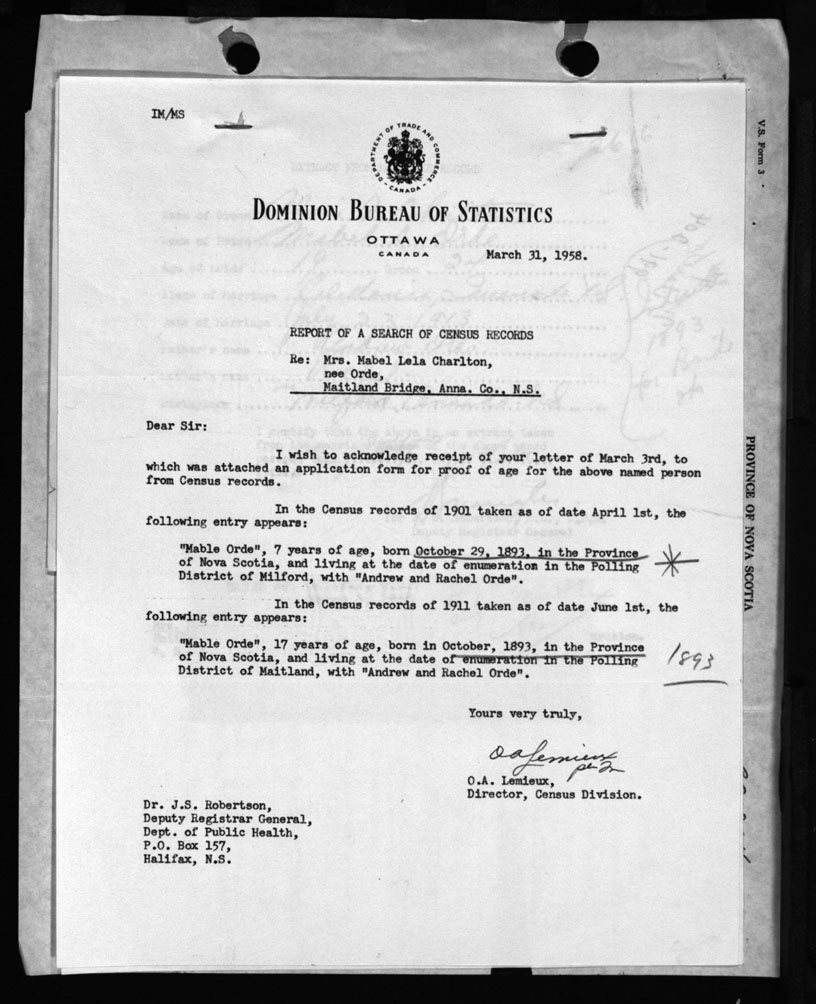 IM/MS
DEPARTMENT OF TRADE AND COMMERCE
CANADA
V.S. Form 3
DOMINION BUREAU OF STATISTICS
OTTAWA
CANADA
March 31, 1958.
REPORT OF A SEARCH OF CENSUS RECORDS
Re: Mrs. Mabel Lela Charlton,
nee Orde,
Maitland Bridge, Anna. Co., N.S.
Dear Sir:
I wish to acknowledge receipt of your letter of March 3rd, to
which was attached an application form for proof of age for the above named person
from Census records.
In the Census records of 1901 taken as of date April 1st, the
following entry appears:
"Mable Orde", 7 years of age, born October 29, 1893, in the Province
of Nova Scotia, and living at the date of enumeration in the Polling
District of Milford, with "Andrew and Rachel Orde".
In the Census records of 1911 taken as of date June 1st, the
following entry appears:
"Mable Orde", 17 years of age, born in October, 1893, in the Province
of Nova Scotia, and living at the date of enumeration in the Polling
District of Maitland, with "Andrew and Rachel Orde".
1893
PROVINCE OF NOVA SCOTIA
Yours very truly,
OALemieux
per
O.A. Lemieux,
Director, Census Division.
Dr. J.S. Robertson,
Deputy Registrar General,
Dept. of Public Health,
P.O. Box 157,
Halifax, N.S.